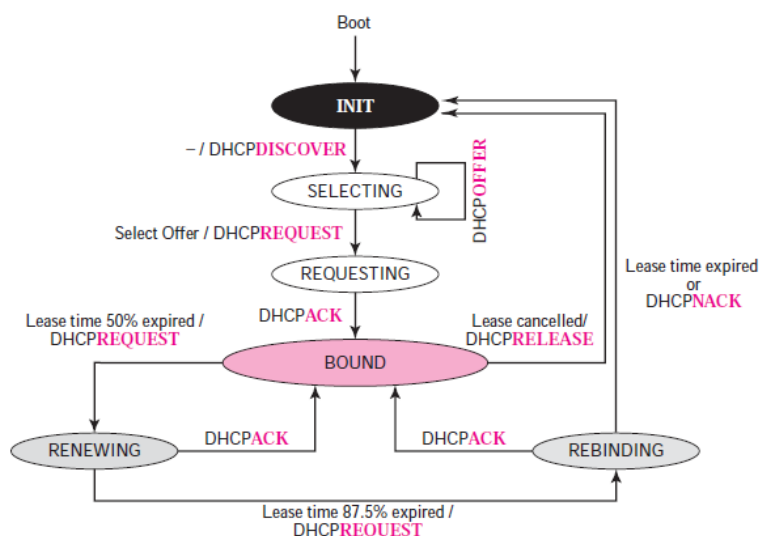 Boot
INIT
– / DHCPDISCOVER
DHCPOFFER
SELECTING
Select Offer / DHCPREQUEST
REQUESTING
Lease time expired
or
DHCPNACK
DHCPACK
Lease time 50% expired /
DHCPREQUEST
Lease cancelled/
DHCPRELEASE
BOUND
DHCPACK
DHCPACK
RENEWING
REBINDING
Lease time 87.5% expired /
DHCPREQUEST